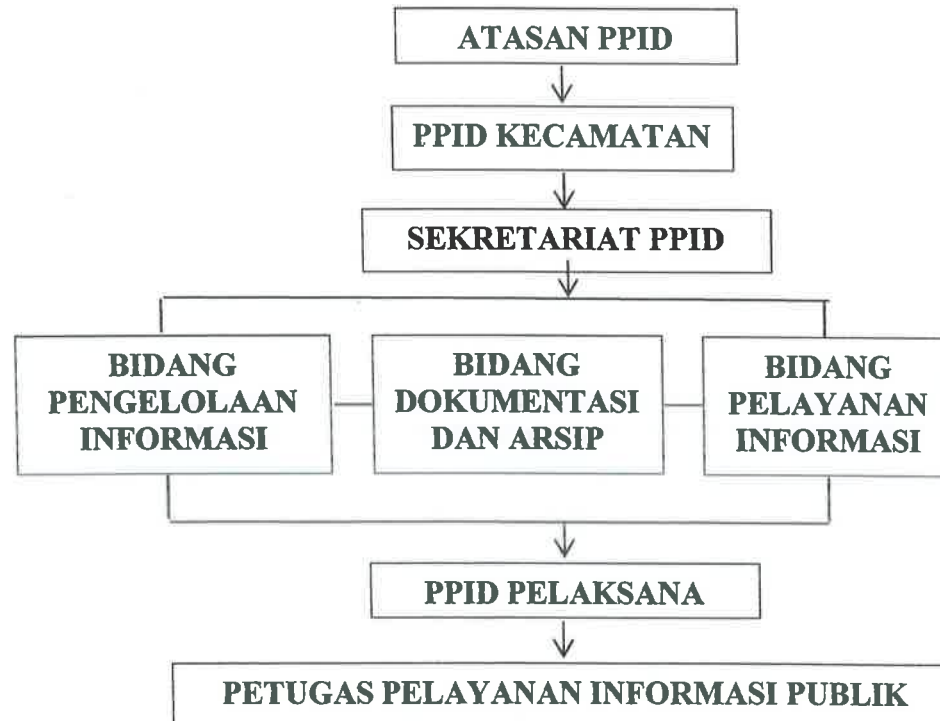 ATASAN PPID
PPID KECAMATAN
SEKRETARIAT PPID
BIDANG
PENGELOLAAN
INFORMASI
BIDANG
DOKUMENTASI
DAN ARSIP
BIDANG
PELAYANAN
INFORMASI
PPID PELAKSANA
PETUGAS PELAYANAN INFORMASI PUBLIK